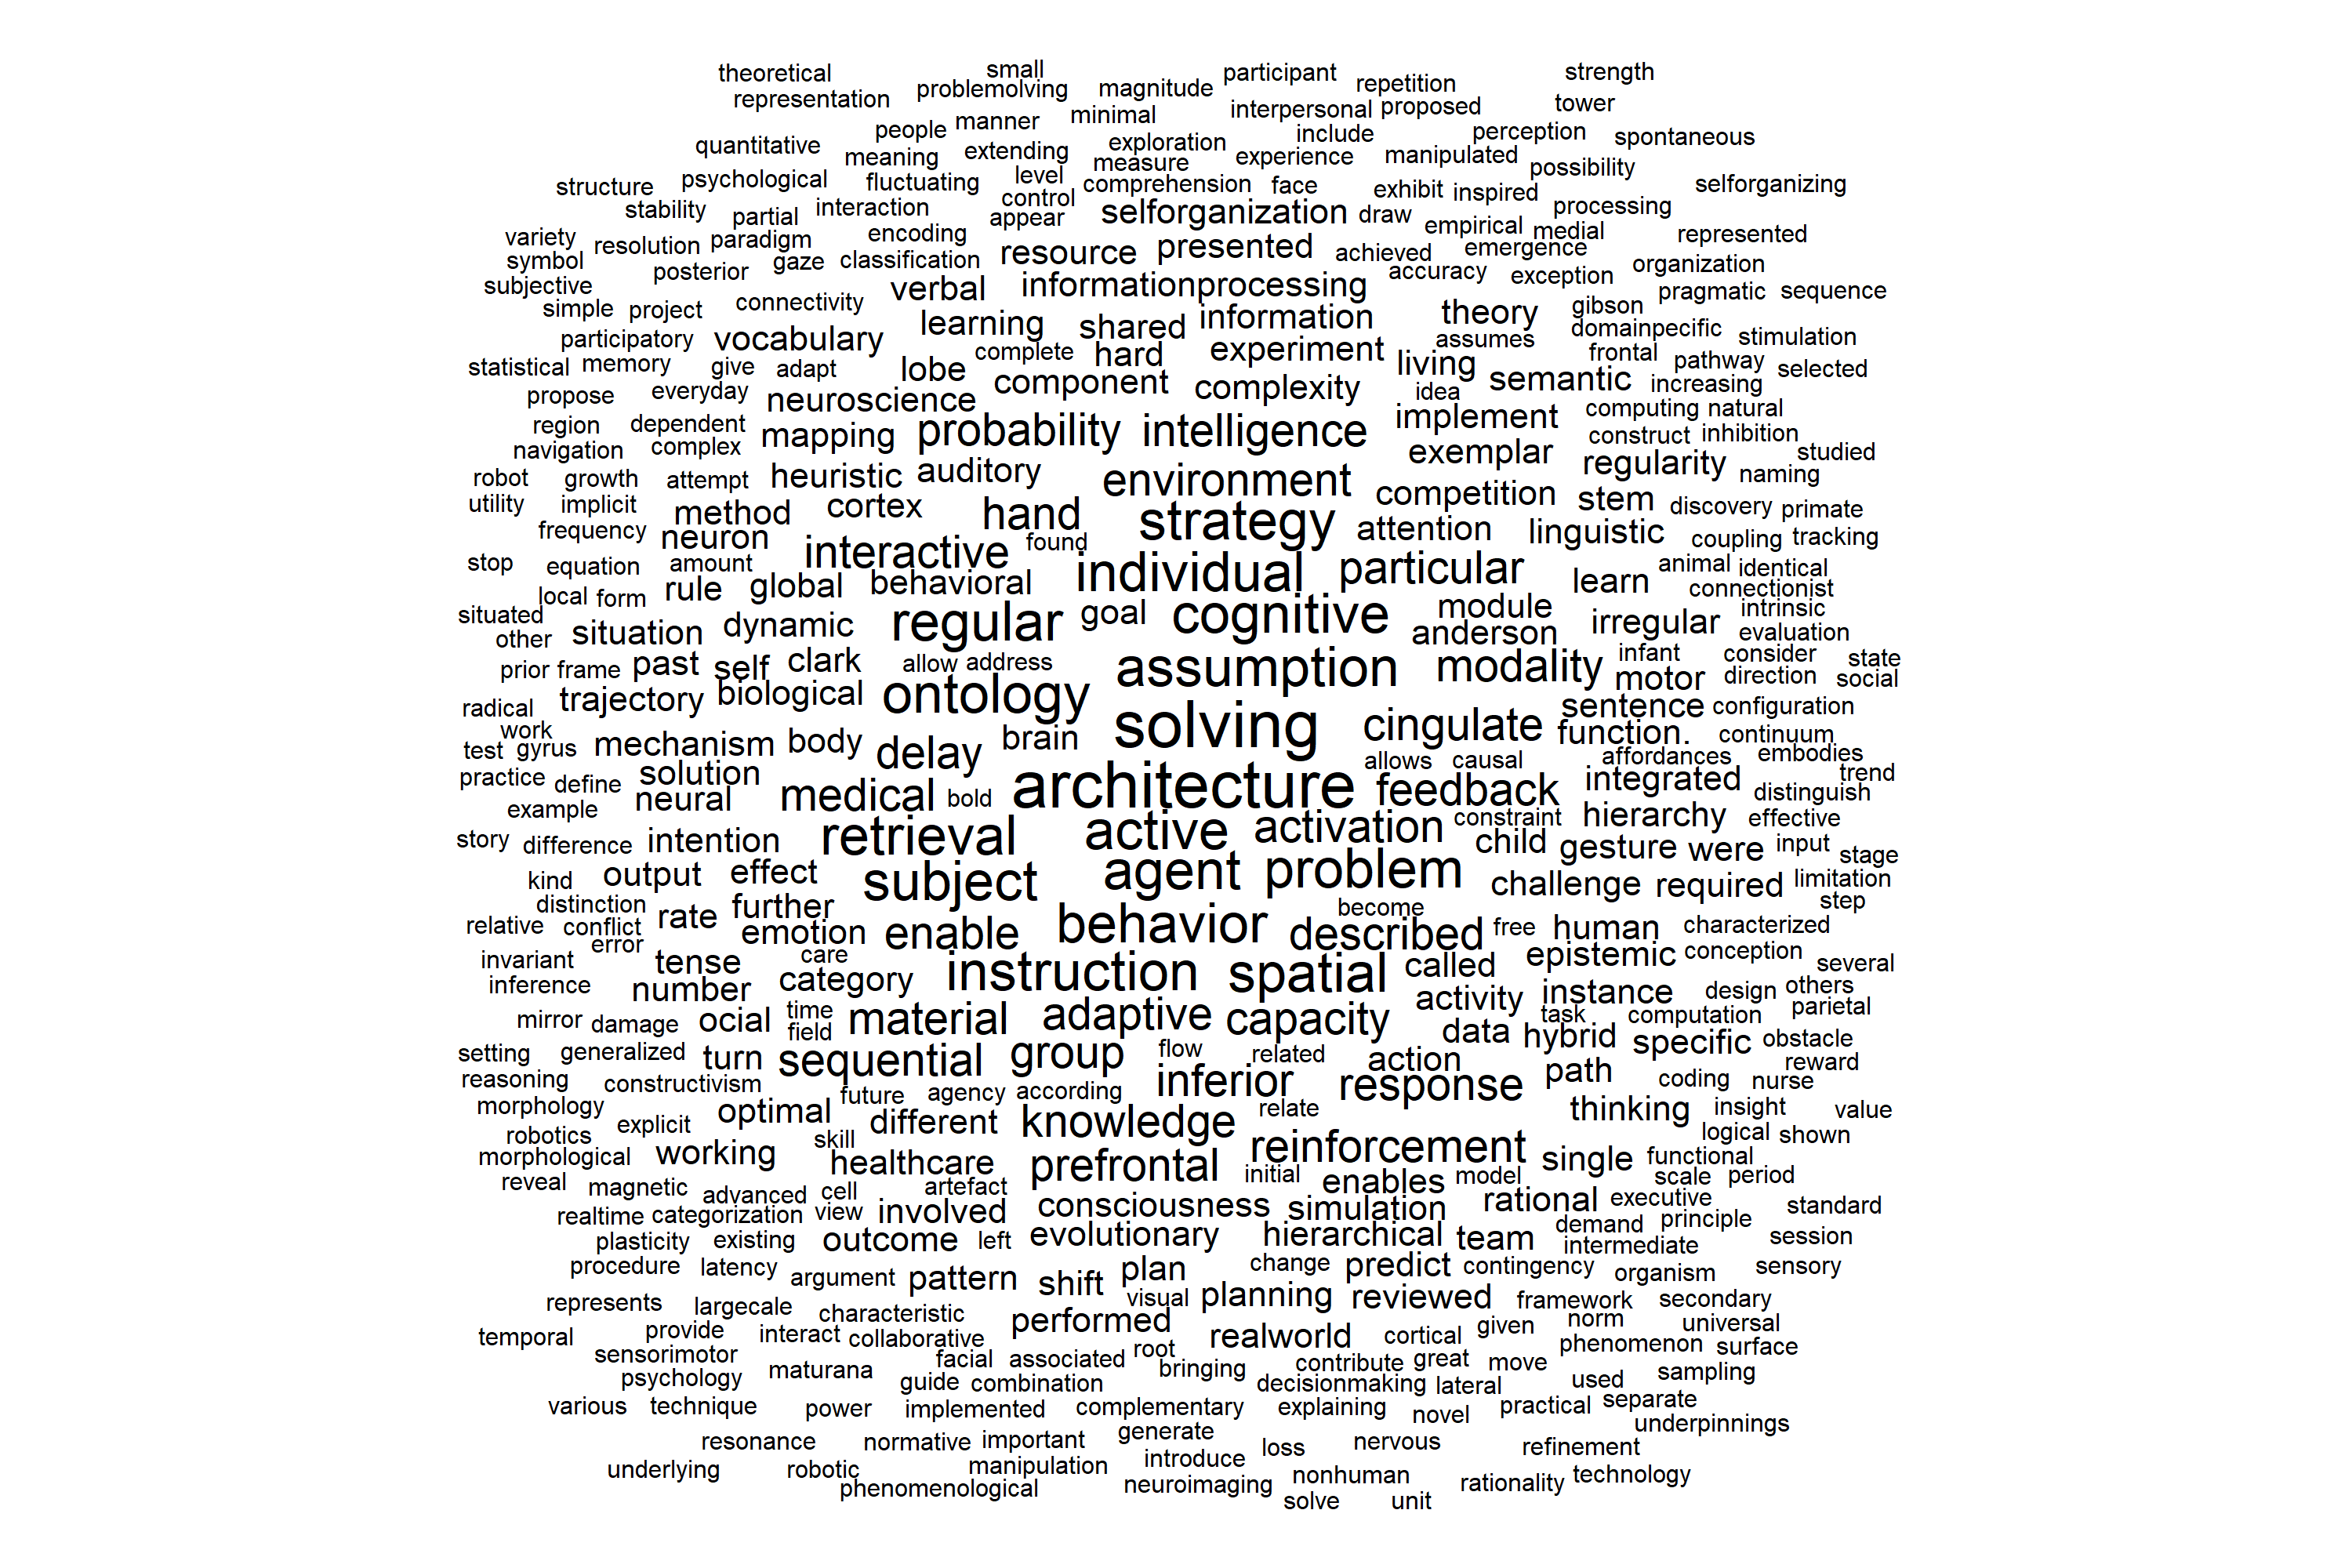 theoretical small participant repetition strength
representation problemolving magnitude interpersonal proposed tower
people manner minimal include perception spontaneous
quantitative meaning extending exploration measure experience manipulated possibility
structure psychological fluctuating level comprehension face exhibit inspired selforganizing
stability partial interaction control appear selforganization draw empirical medial processing
variety resolution paradigm encoding resource presented achieved emergence represented
symbol posterior gaze classification accuracy exception organization
subjective simple project connectivity verbal informationprocessing theory gibson pragmatic sequence
participatory vocabulary learning shared information assumes domainpecific stimulation
statistical memory give adapt lobe complete hard experiment living frontal pathway selected
propose everyday neuroscience component complexity idea semantic increasing
region dependent mapping probability intelligence implement computing natural
navigation complex exemplar construct inhibition studied
robot growth attempt heuristic auditory environment regularity naming
utility implicit method cortex hand strategy competition stem discovery primate
frequency neuron interactive found attention linguistic coupling tracking
stop equation amount individual particular learn animal identical
local form rule global behavioral connectionist
situated other situation dynamic regular goal cognitive module anderson irregular intrinsic evaluation
prior frame past self clark allow address assumption modality infant consider state
trajectory biological ontology motor direction social
radical work solving cingulate sentence configuration
test gyrus mechanism body delay brain function. continuum
practice define solution architecture allows causal affordances embodies trend
example neural medical bold feedback integrated distinguish
story difference intention retrieval active activation constraint hierarchy effective
child gesture were input stage
kind output effect subject agent problem challenge required limitation
distinction rate further become step
relative conflict error emotion enable behavior described free human characterized
invariant tense care epistemic conception several
inference number category instruction spatial called activity instance design others
mirror damage ocial time field material adaptive capacity data task hybrid computation parietal
setting generalized turn sequential group flow related action specific obstacle
reasoning constructivism inferior response path coding nurse reward
morphology explicit optimal future agency according different knowledge relate thinking insight value
robotics morphological working skill reinforcement logical shown
reveal healthcare prefrontal initial enables model single functional scale period
magnetic advanced cell artefact
realtime categorization view involved consciousness simulation rational executive standard
plasticity existing outcome left evolutionary hierarchical team demand principle intermediate session
procedure latency argument pattern shift plan change predict contingency organism sensory
represents largecale characteristic visual planning reviewed framework secondary
temporal provide interact collaborative performed realworld cortical given norm universal
sensorimotor facial associated root phenomenon surface
psychology maturana guide combination bringing contribute great move sampling
decisionmaking lateral used
various technique power implemented complementary explaining novel practical separate
underpinnings
resonance normative important generate loss nervous refinement
underlying robotic manipulation introduce nonhuman technology
phenomenological neuroimaging rationality
solve unit